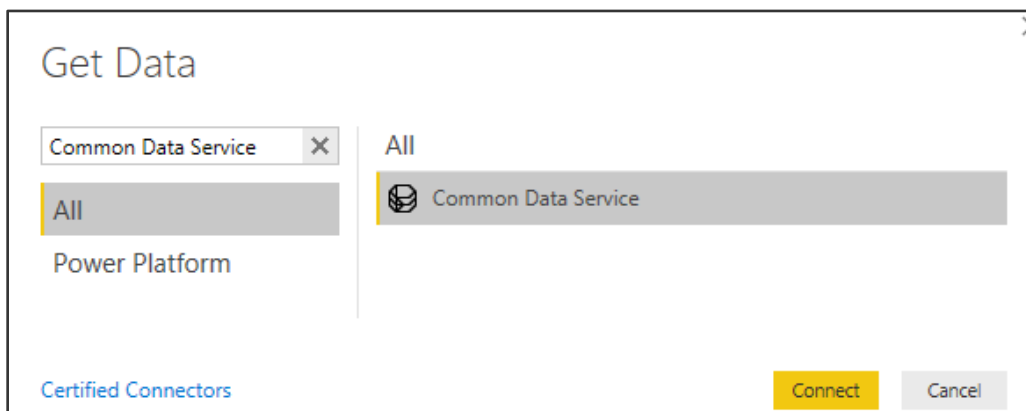 Get Data
Common Data Service
All
Power Platform
All
Common Data Service
Certified Connectors
Connect
Cancel